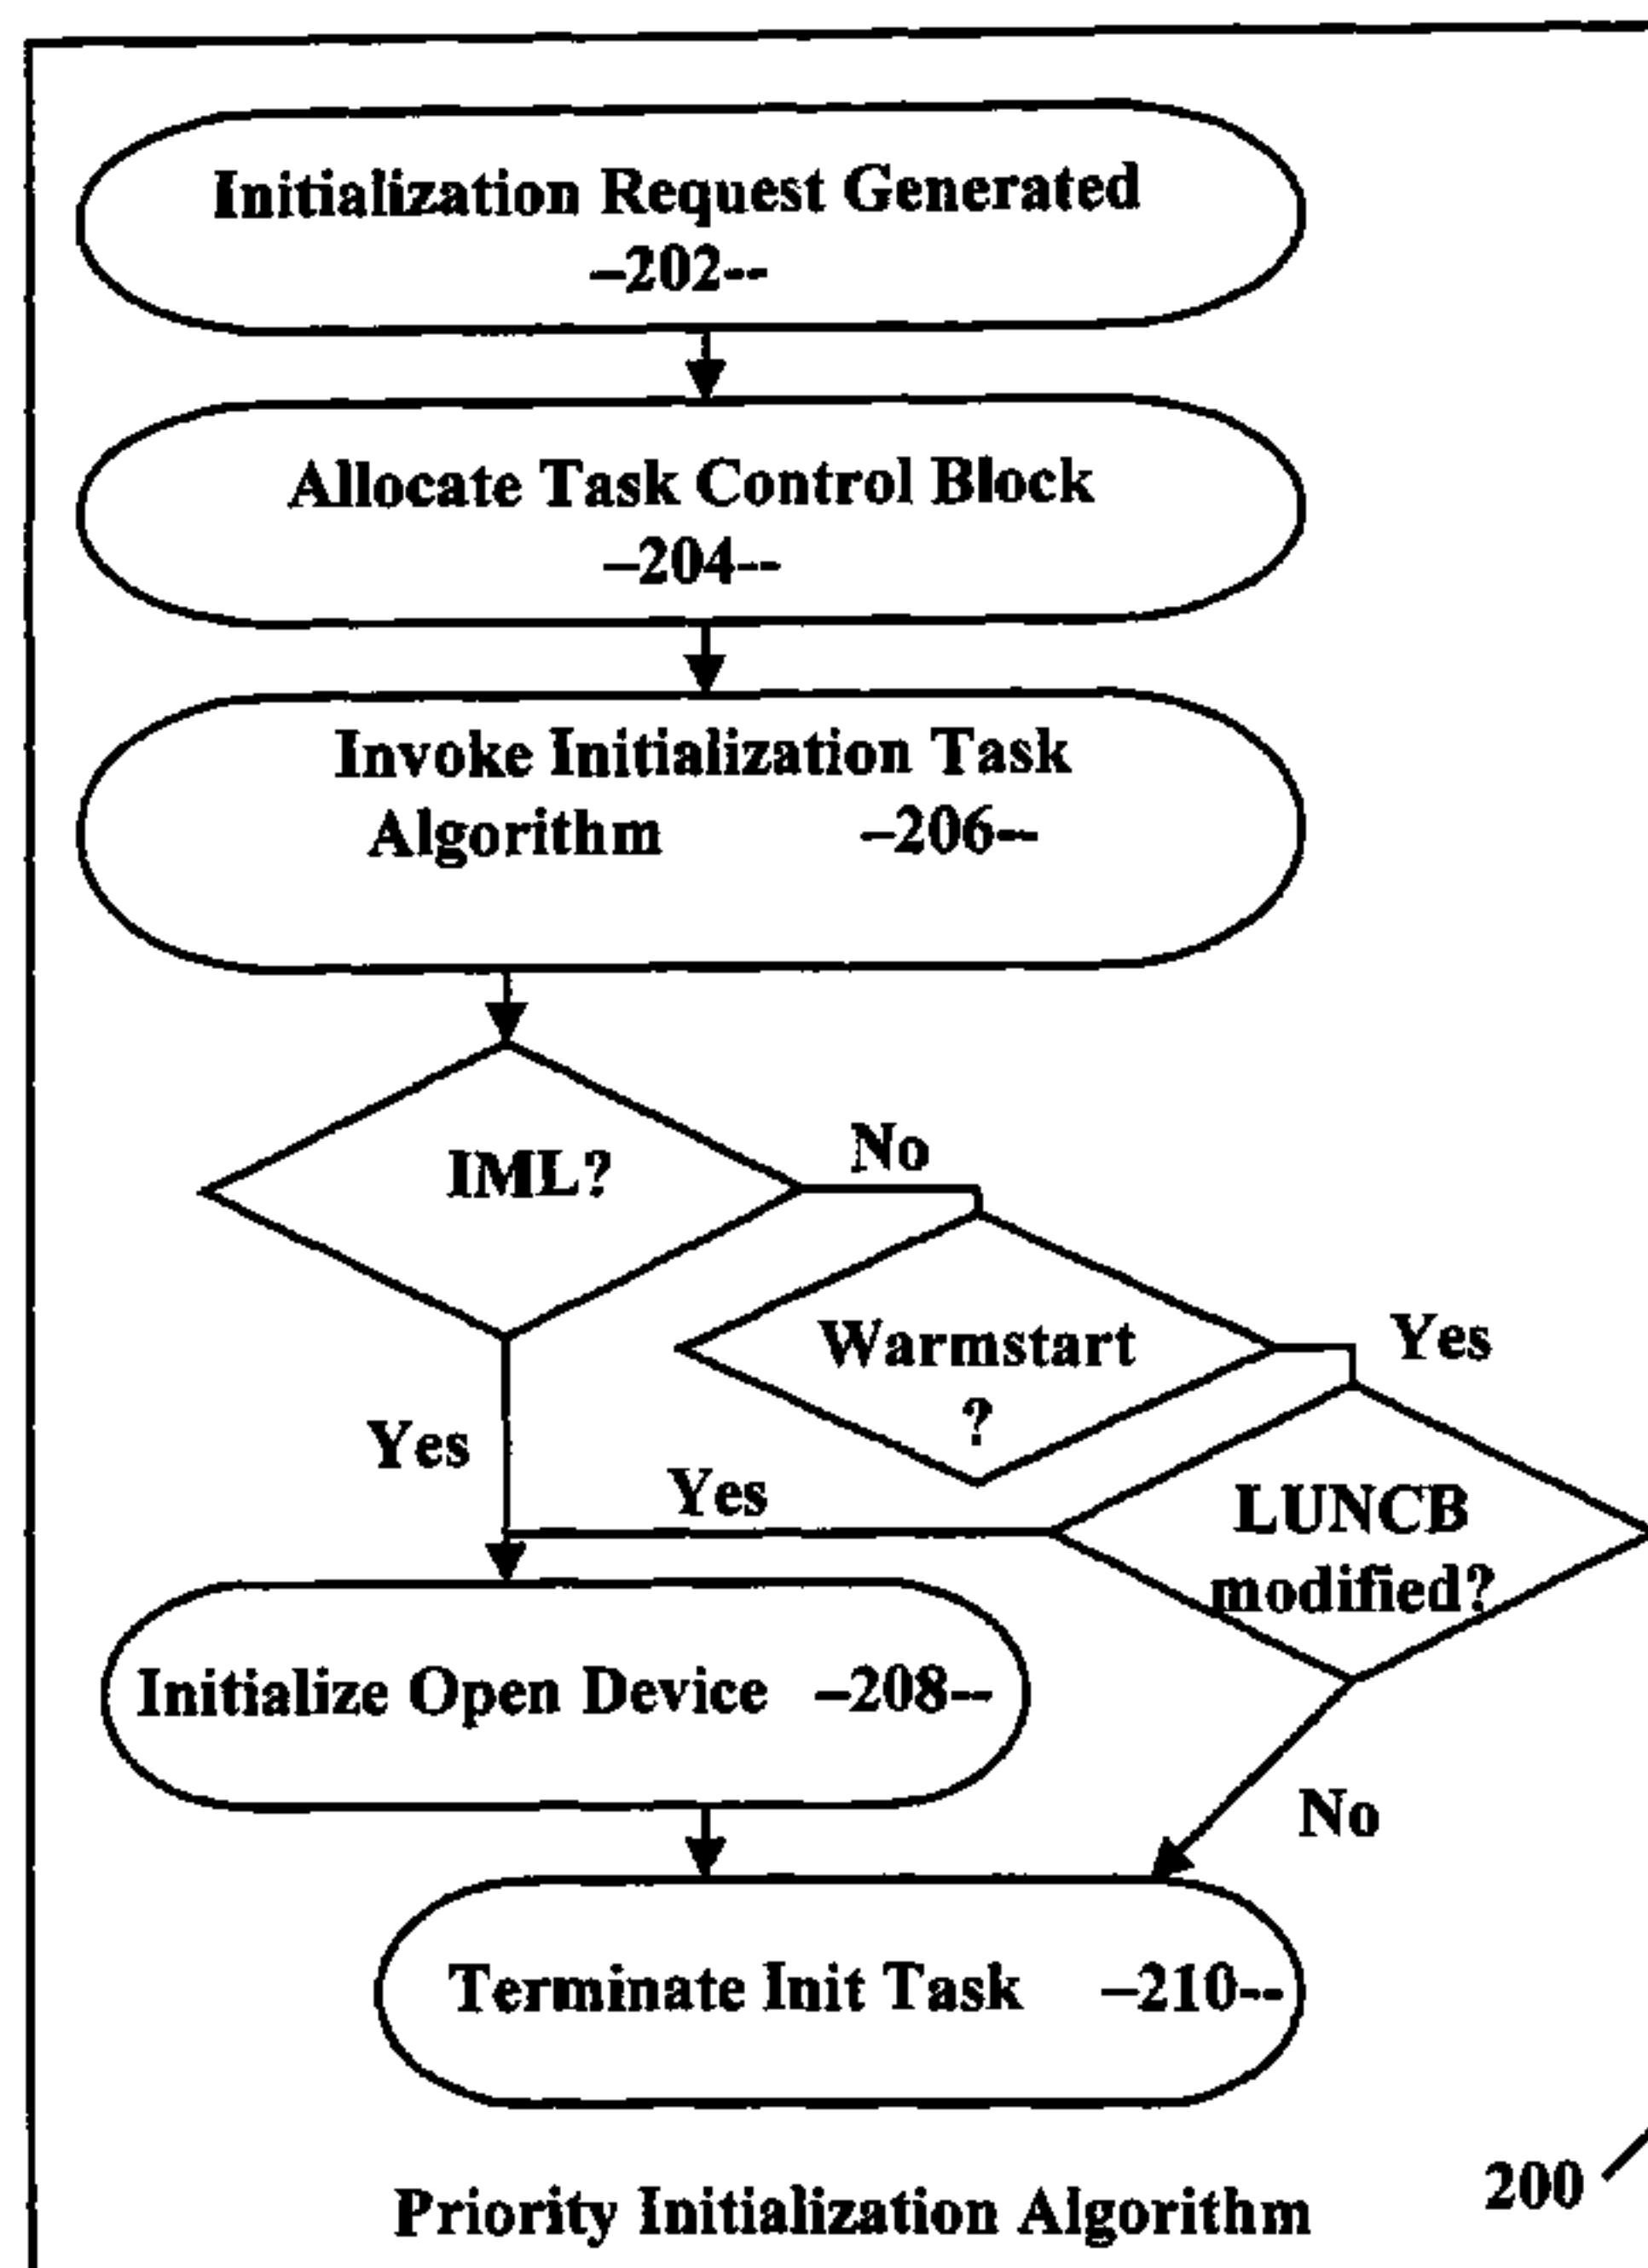 Initialization Request Generated
–202--
Allocate Task Control Block
–204--
Invoke Initialization Task
Algorithm –206--
IML?
No
Warmstart
?
Yes
Yes
Yes
LUNCB
modified?
Initialize Open Device –208--
No
Terminate Init Task –210--
Priority Initialization Algorithm
200